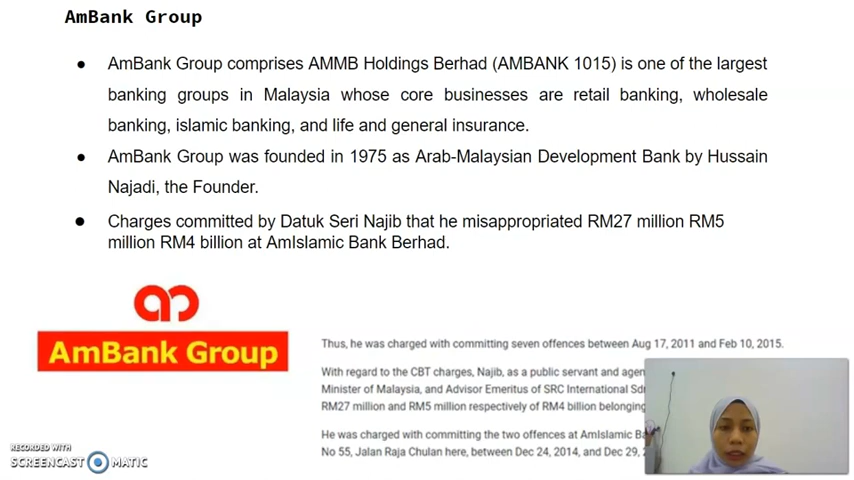 AmBank Group
● AmBank Group comprises AMMB Holdings Berhad (AMBANK 1015) is one of the largest
banking groups in Malaysia whose core businesses are retail banking, wholesale
banking, islamic banking, and life and general insurance.
● AmBank Group was founded in 1975 as Arab-Malaysian Development Bank by Hussain
Najadi, the Founder.
● Charges committed by Datuk Seri Najib that he misappropriated RM27 million RM5
million RM4 billion at AmIslamic Bank Berhad.
AmBank Group
Thus, he was charged with committing seven offences between Aug 17, 2011 and Feb 10, 2015.
With regard to the CBT charges, Najib, as a public servant and
Minister of Malaysia, and Advisor Emeritus of SRC International
RM27 million and RM5 million respectively of RM4 billion belonging
He was charged with committing the two offences at AmIslamic
No 55, Jalan Raja Chulan here, between Dec 24, 2014, and Dec 29,
RECORDED WITH
SCREENCAST MATIC